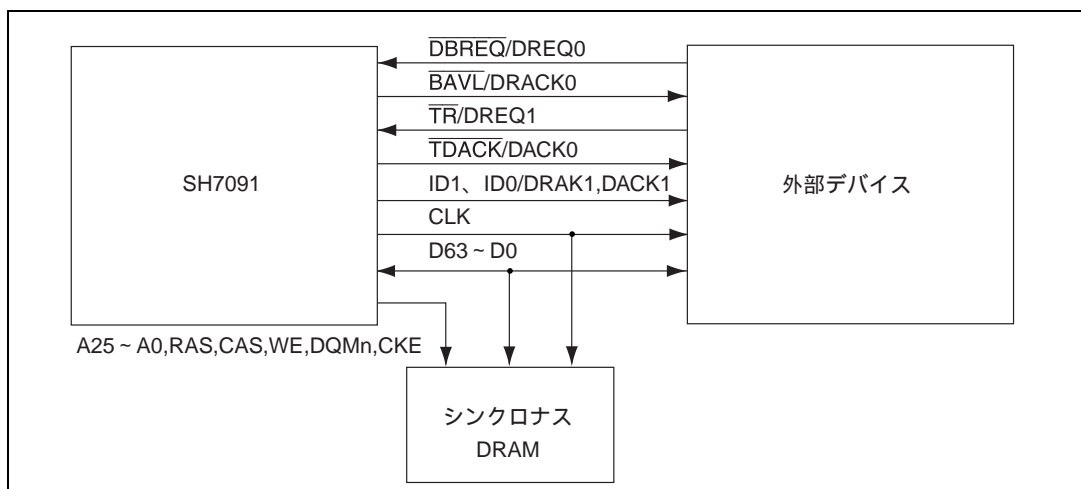 DBREQ/DREQ0
BAVL/DRACK0
TR/DREQ1
TDACK/DACK0
ID1、ID0/DRAK1,DACK1
CLK
D63 ~ D0
SH7091
外部デバイス
A25 ~ A0,RAS,CAS,WE,DQMn,CKE
シンクロナス
DRAM